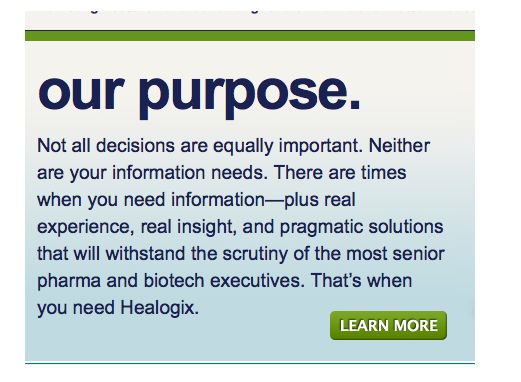 our purpose.
Not all decisions are equally important. Neither
are your information needs. There are times
when you need information—plus real
experience, real insight, and pragmatic solutions
that will withstand the scrutiny of the most senior
pharma and biotech executives. That’s when
you need Healogix.
LEARN MORE